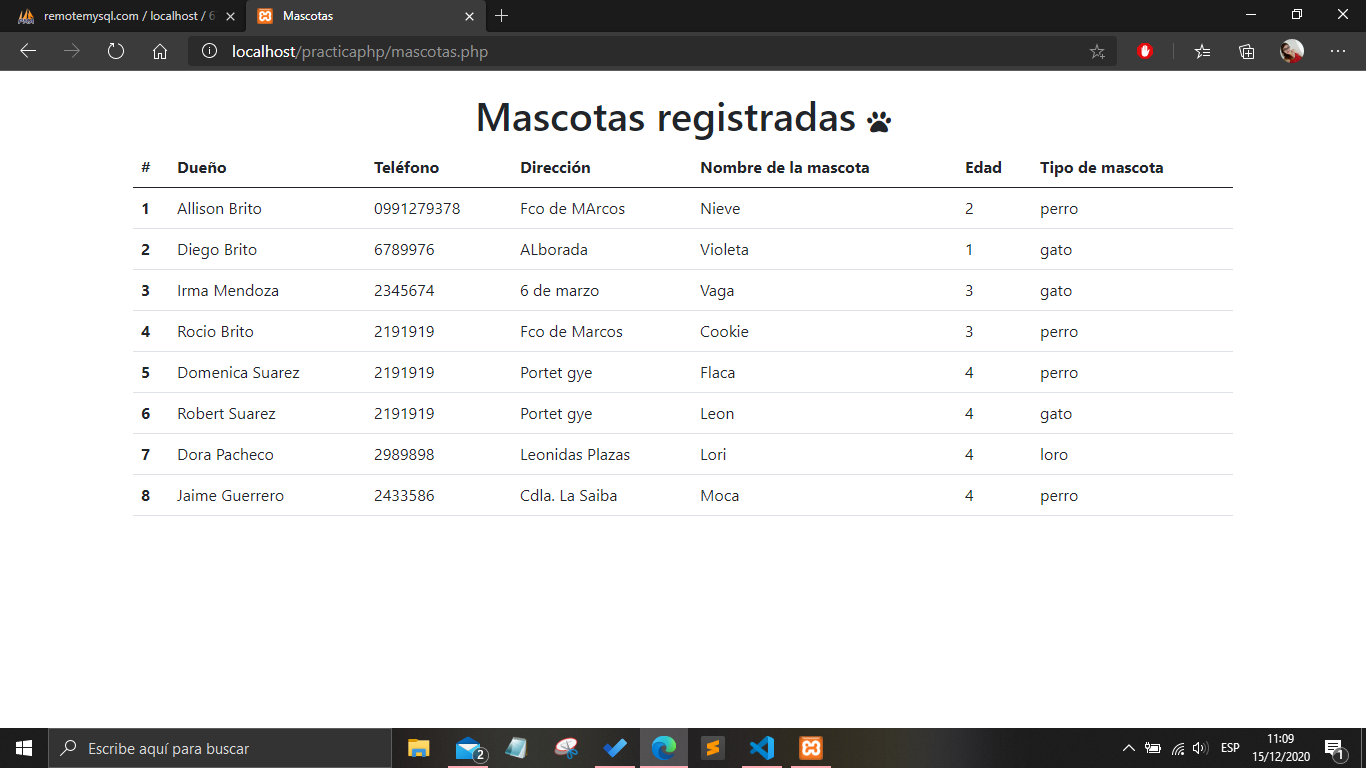 remotemysql.com / localhost / 6
Mascotas
localhost/practicaphp/mascotas.php
Mascotas registradas
# Dueño Teléfono Dirección Nombre de la mascota Edad Tipo de mascota
1 Allison Brito 0991279378 Fco de MArcos Nieve 2 perro
2 Diego Brito 6789976 ALborada Violeta 1 gato
3 Irma Mendoza 2345674 6 de marzo Vaga 3 gato
4 Rocio Brito 2191919 Fco de Marcos Cookie 3 perro
5 Domenica Suarez 2191919 Portet gye Flaca 4 perro
6 Robert Suarez 2191919 Portet gye Leon 4 gato
7 Dora Pacheco 2989898 Leonidas Plazas Lori 4 loro
8 Jaime Guerrero 2433586 Cdla. La Saiba Moca 4 perro
Escribe aquí para buscar
2
ESP
11:09
15/12/2020
1